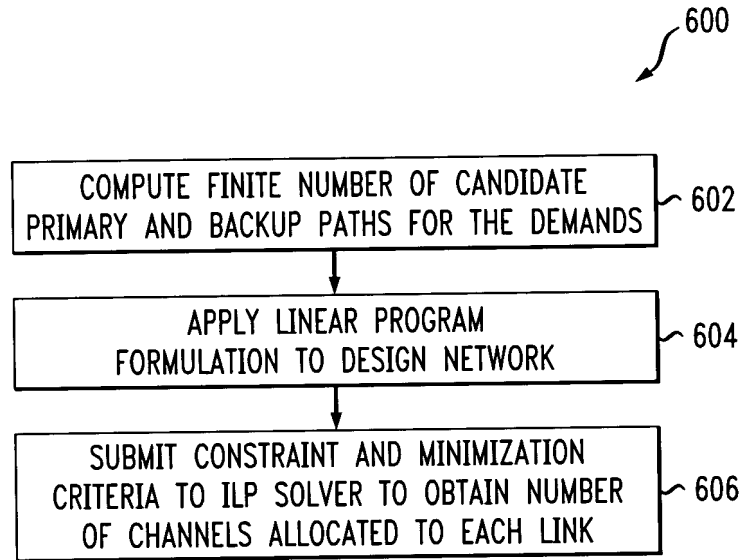 600
COMPUTE FINITE NUMBER OF CANDIDATE
PRIMARY AND BACKUP PATHS FOR THE DEMANDS
602
APPLY LINEAR PROGRAM
FORMULATION TO DESIGN NETWORK
604
SUBMIT CONSTRAINT AND MINIMIZATION
CRITERIA TO ILP SOLVER TO OBTAIN NUMBER
OF CHANNELS ALLOCATED TO EACH LINK
606